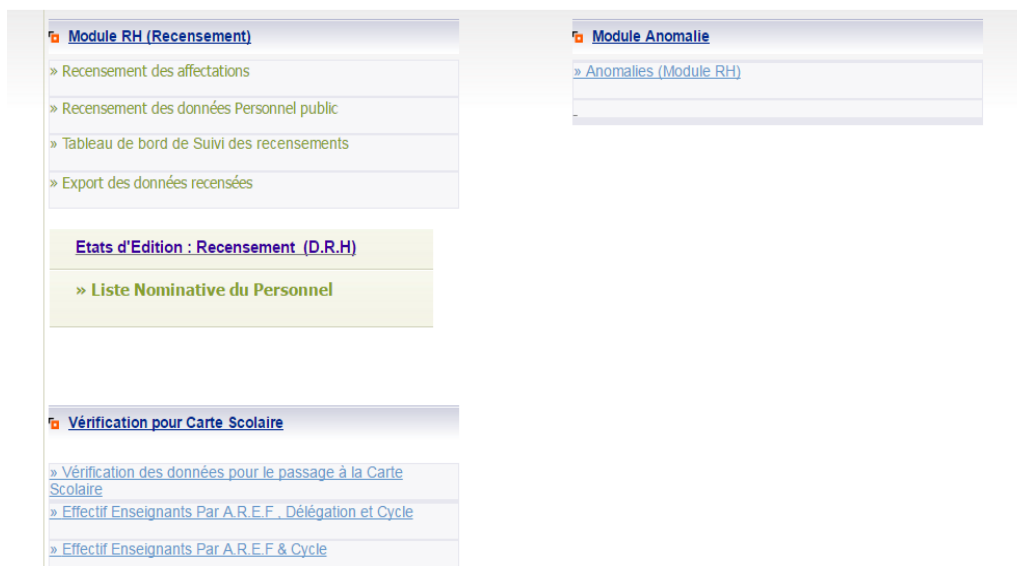 Module RH (Recensement)
» Recensement des affectations
» Recensement des données Personnel public
» Tableau de bord de Suivi des recensements
» Export des données recensées
Etats d'Edition : Recensement (D.R.H)
» Liste Nominative du Personnel
Module Anomalie
» Anomalies (Module RH)
Vérification pour Carte Scolaire
» Vérification des données pour le passage à la Carte
Scolaire
» Effectif Enseignants Par A.R.E.F , Délégation et Cycle
» Effectif Enseignants Par A.R.E.F & Cycle